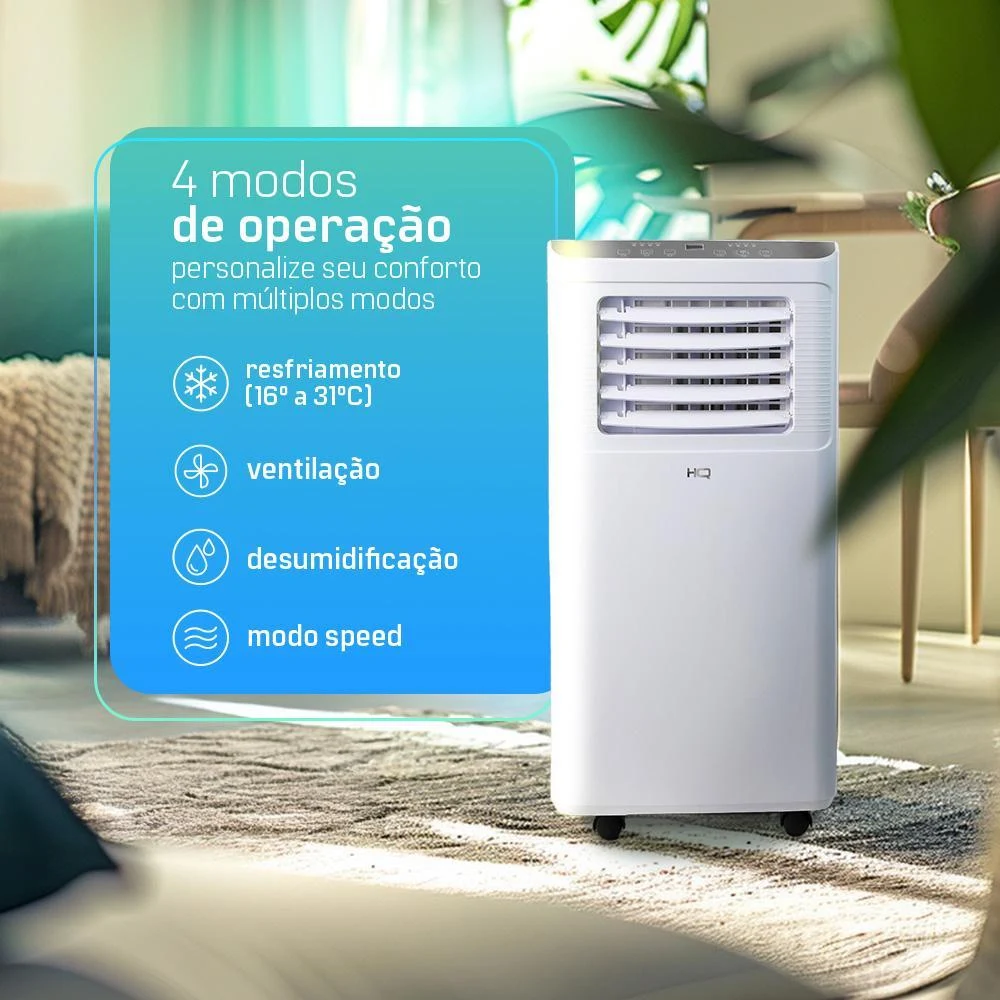 4 modos
de operação
personalize seu conforto
com múltiplos modos
resfriamento
(16º a 31ºC)
ventilação
desumidificação
modo speed
HQ